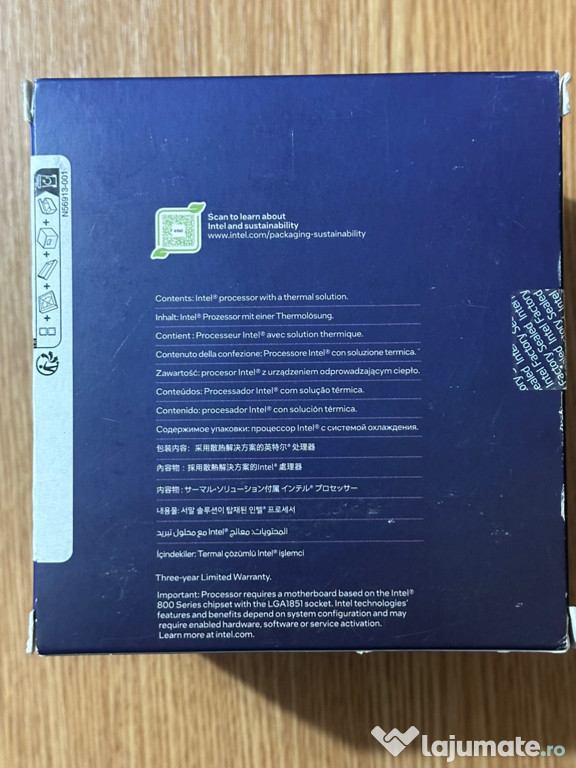 N56913-001
intel
Scan to learn about
Intel and sustainability
www.intel.com/packaging-sustainability
Contents: Intel® processor with a thermal solution.
Inhalt: Intel® Prozessor mit einer Thermolösung.
Contient : Processeur Intel® avec solution thermique.
Contenuto della confezione: Processore Intel® con soluzione termica.
Zawartość: procesor Intel® z urządzeniem odprowadzającym ciepło.
Conteúdos: Processador Intel® com solução térmica.
Contenido: procesador Intel® con solución térmica.
Содержимое упаковки: процессор Intel® с системой охлаждения.
包装内容：采用散热解决方案的英特尔® 处理器
內容物：採用散熱解決方案的Intel® 處理器
内容物：サーマル·ソリューション付属 インテル® プロセッサー
내용물: 서말 솔루션이 탑재된 인텔® 프로세서
المحتويات: معالج Intel® مع محلول تبريد
İçindekiler: Termal çözümlü Intel® işlemci
Three-year Limited Warranty.
Important: Processor requires a motherboard based on the Intel®
800 Series chipset with the LGA1851 socket. Intel technologies'
features and benefits depend on system configuration and may
require enabled hardware, software or service activation.
Learn more at intel.com.
Intel Factory Sealed
lajumate.ro